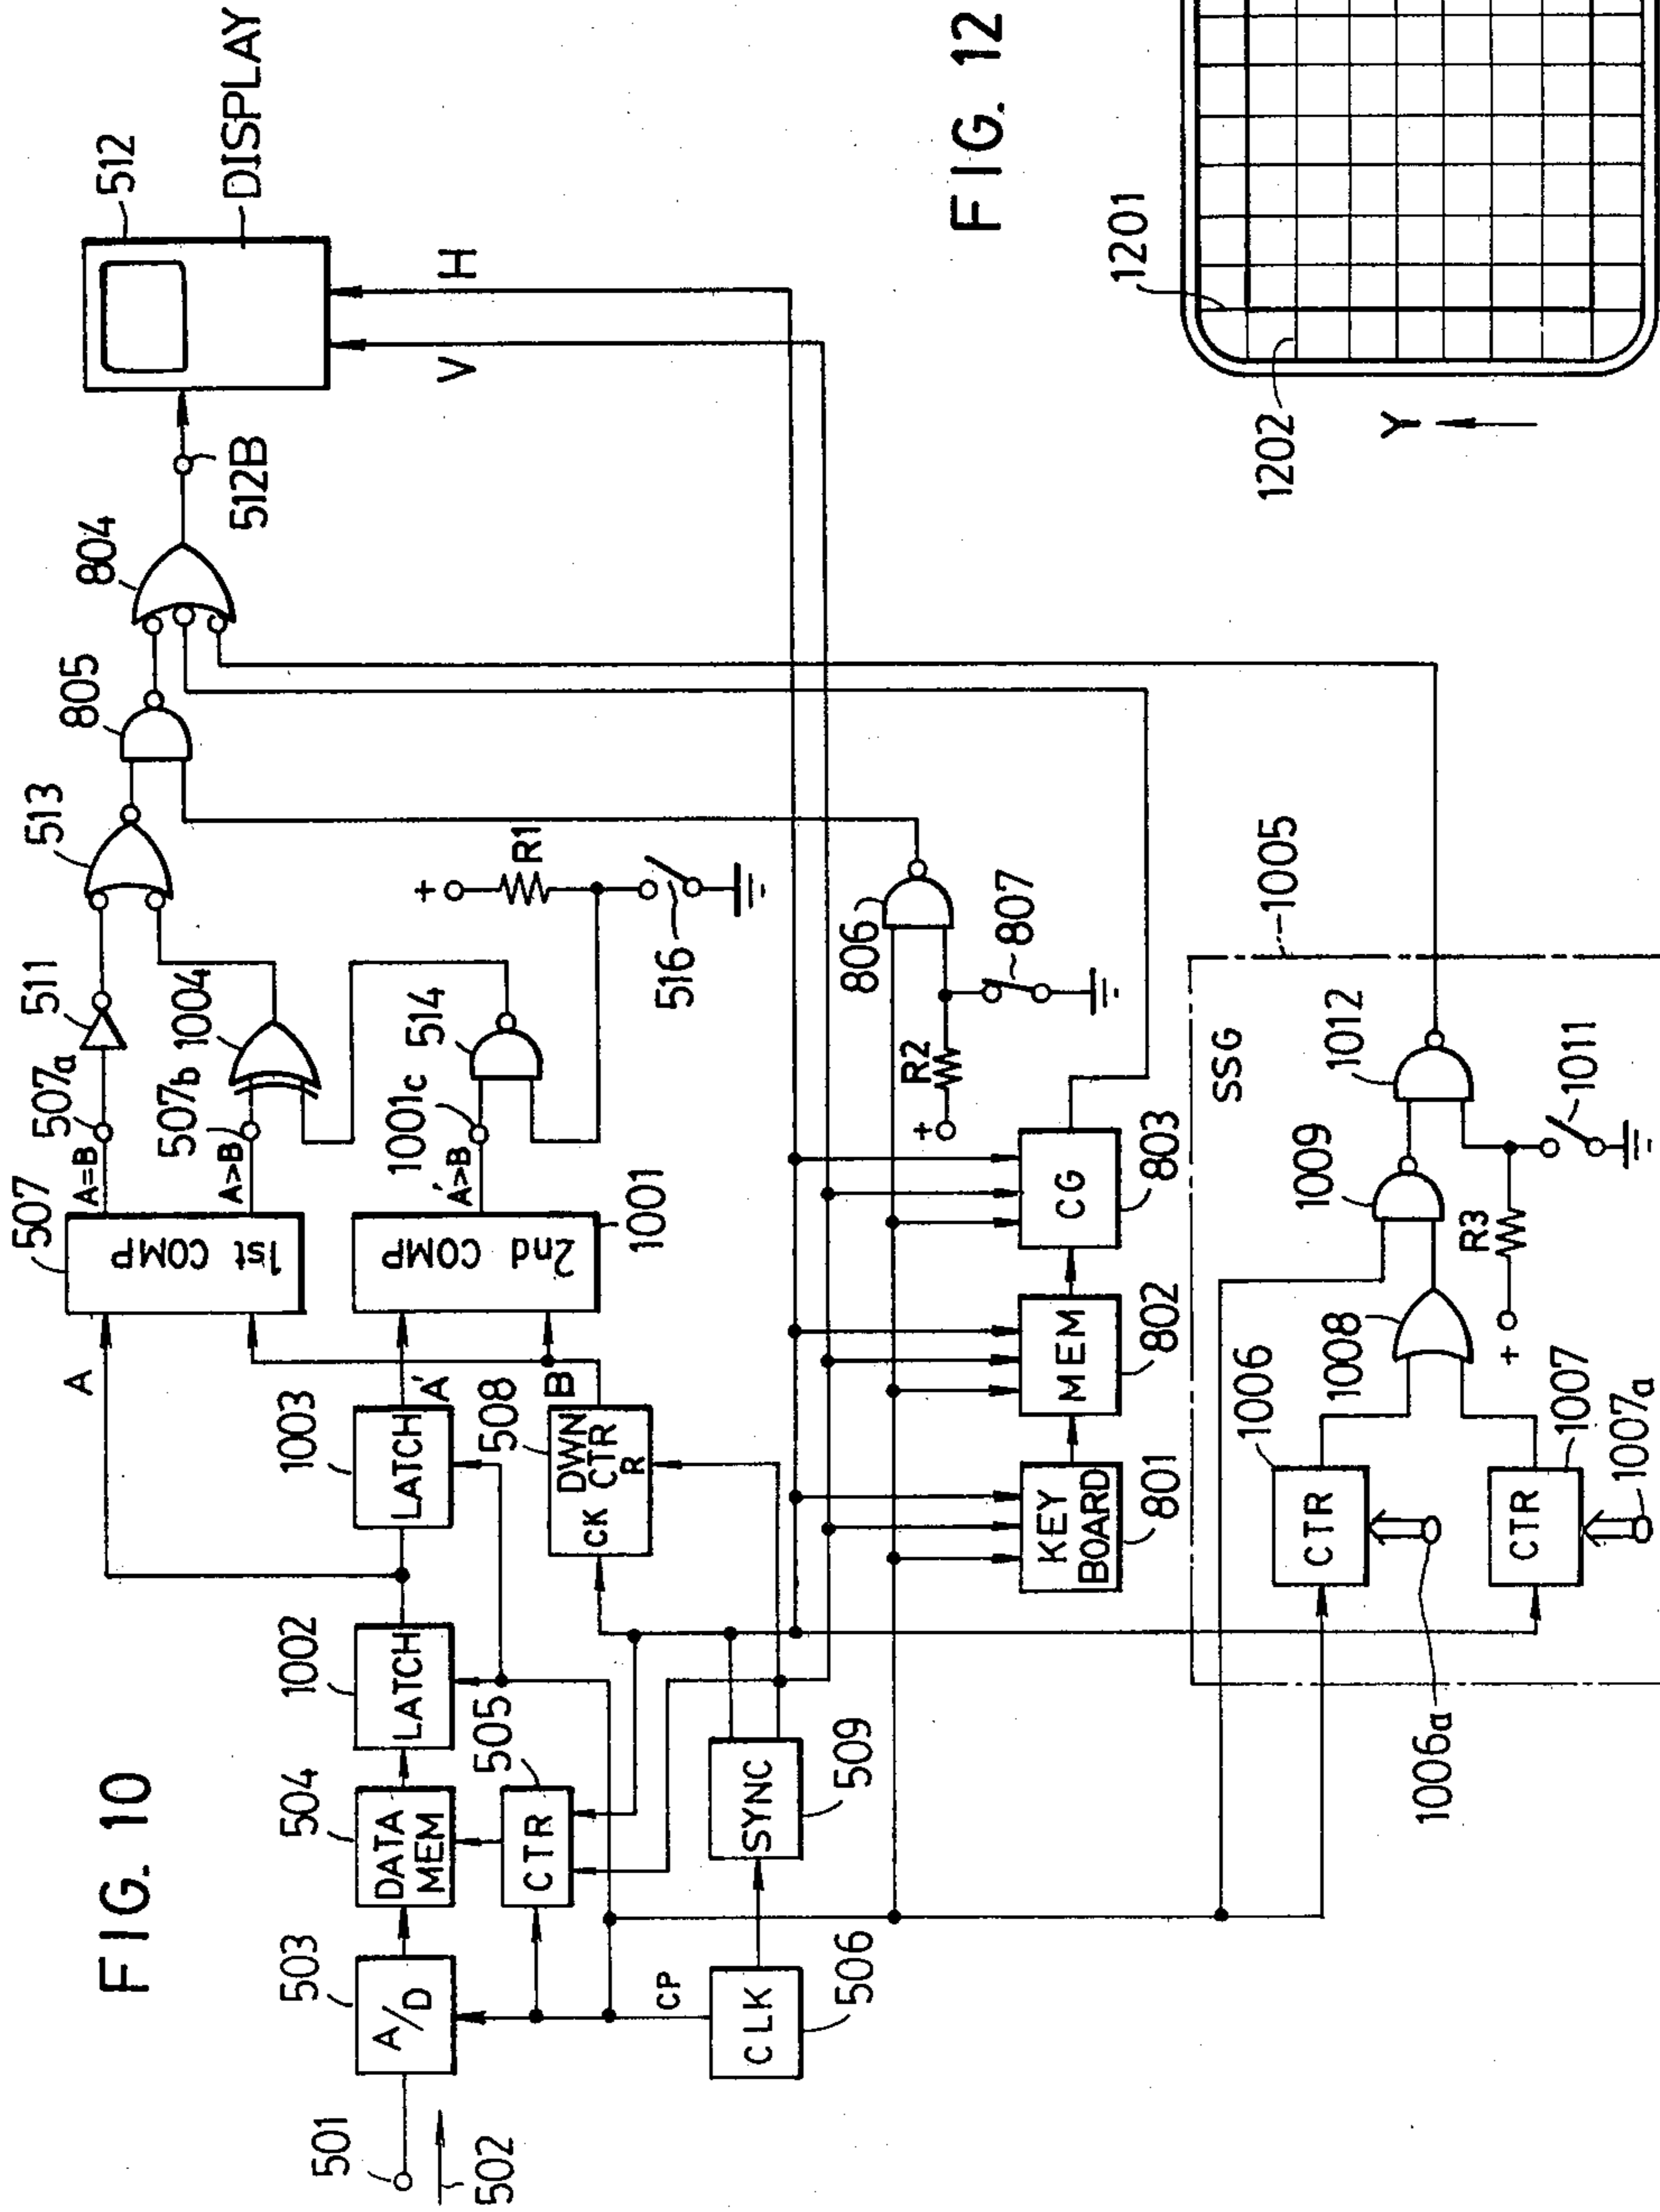 FIG. 10
501
502
503
A/D
504
DATA
MEM
1002
LATCH
1003
LATCH
A
A'
507
1st COMP
A=B
507a
A>B
507b
511
1004
513
805
804
512B
512
DISPLAY
505
CTR
508
DWN
CTR
CK
R
B
2nd COMP
1001
A'>B
1001c
514
+
R1
516
V
H
CP
CLK
506
SYNC
509
KEY
BOARD
801
MEM
802
CG
803
+
R2
806
807
SSG
1005
1006
CTR
1006a
CTR
1007
1007a
1008
1009
+
R3
1012
1011
FIG. 12
1201
1202
Y